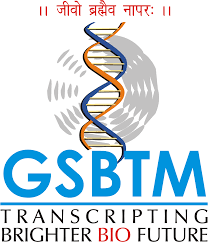 ।। जीवो ब्रह्मैव नापरः ।।
GSBTM
TRANSCRIPTING
BRIGHTER BIO FUTURE